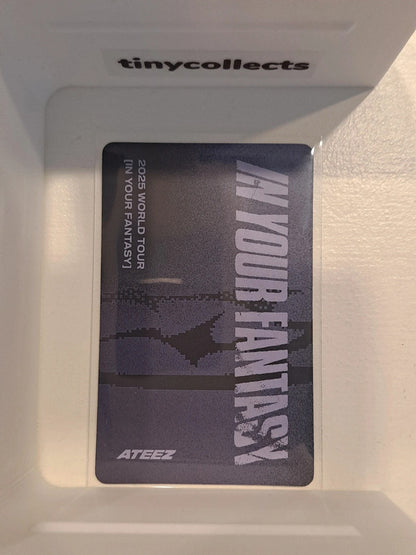 tinycollects
IN YOUR FANTASY
2025 WORLD TOUR
[IN YOUR FANTASY]
ATEEZ